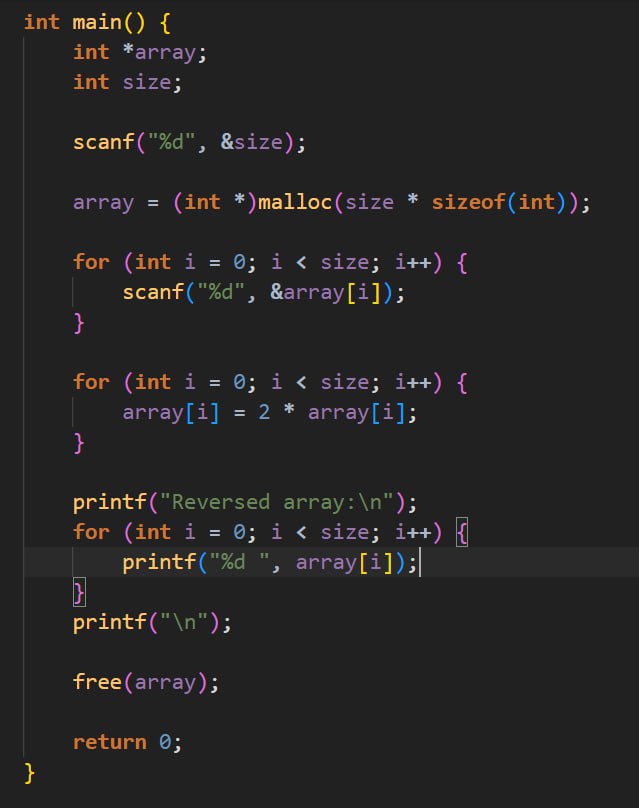 int main() {
    int *array;
    int size;

    scanf("%d", &size);

    array = (int *)malloc(size * sizeof(int));

    for (int i = 0; i < size; i++) {
        scanf("%d", &array[i]);
    }

    for (int i = 0; i < size; i++) {
        array[i] = 2 * array[i];
    }

    printf("Reversed array:\n");
    for (int i = 0; i < size; i++) {
        printf("%d ", array[i]);
    }
    printf("\n");

    free(array);

    return 0;
}